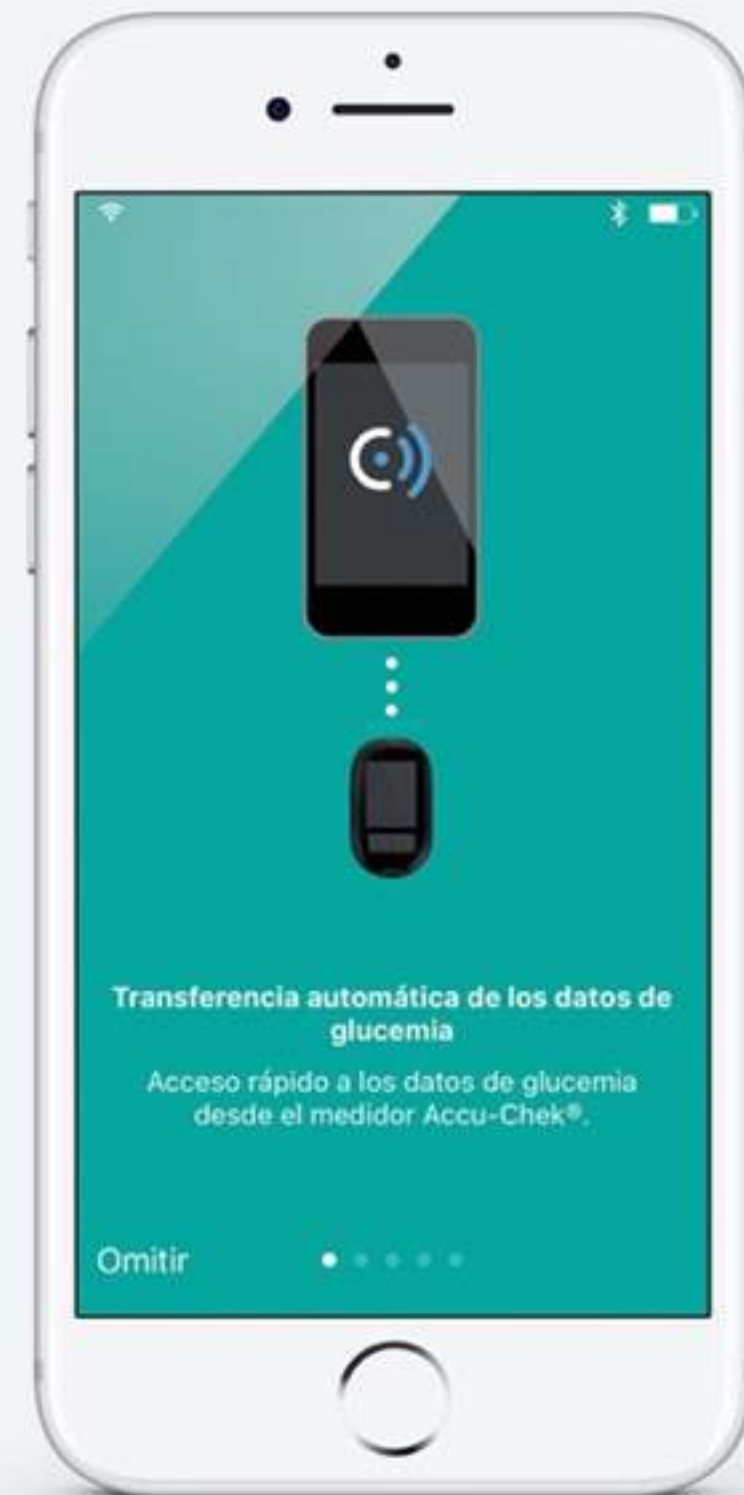 Transferencia automática de los datos de
glucemia
Acceso rápido a los datos de glucemia
desde el medidor Accu-Chek®.
Omitir